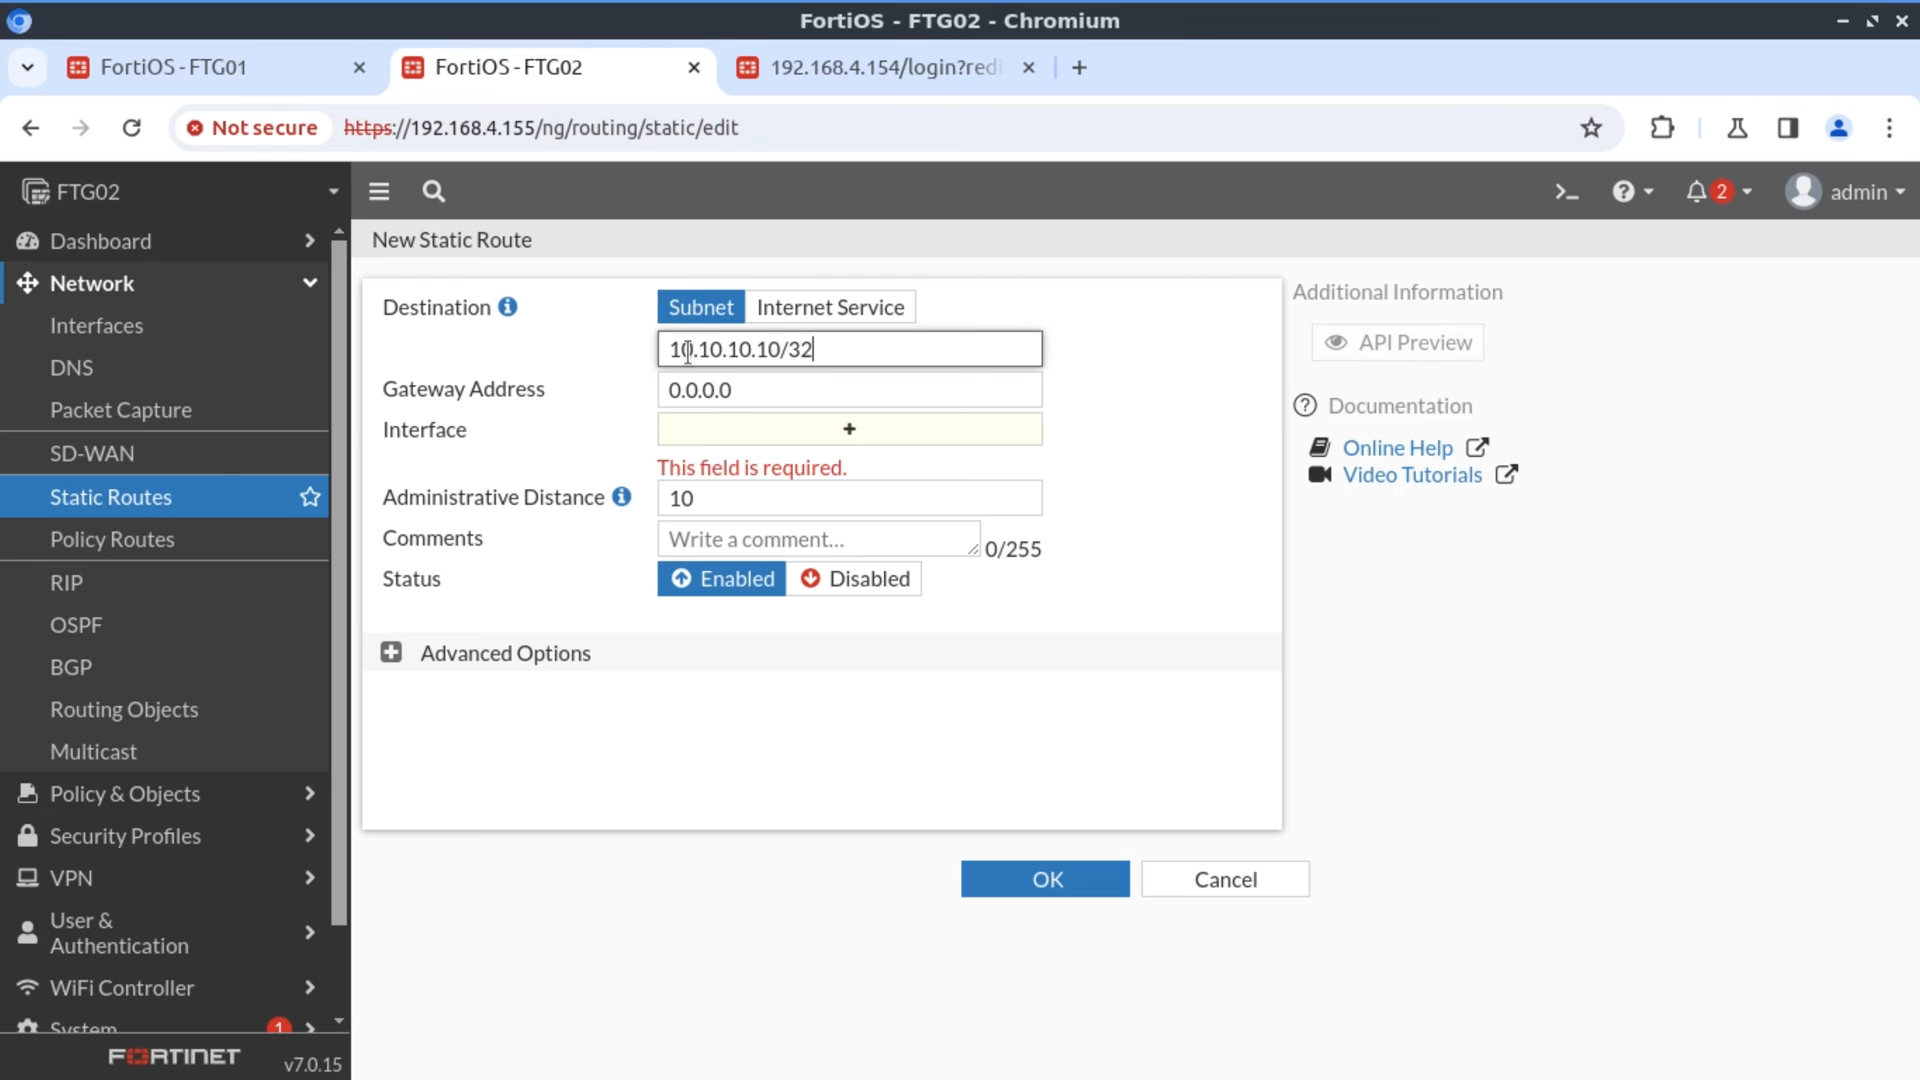 FortiOS - FTG02 - Chromium
FortiOS - FTG01
FortiOS - FTG02
192.168.4.154/login?redi
Not secure
https://192.168.4.155/ng/routing/static/edit
FTG02
2
admin
Dashboard
Network
Interfaces
DNS
Packet Capture
SD-WAN
Static Routes
Policy Routes
RIP
OSPF
BGP
Routing Objects
Multicast
Policy & Objects
Security Profiles
VPN
User &
Authentication
WiFi Controller
System
1
FORTINET
v7.0.15
New Static Route
Destination
Subnet
Internet Service
10.10.10.10/32
Gateway Address
0.0.0.0
Interface
+
This field is required.
Administrative Distance
10
Comments
Write a comment...
0/255
Status
Enabled
Disabled
Advanced Options
OK
Cancel
Additional Information
API Preview
Documentation
Online Help
Video Tutorials